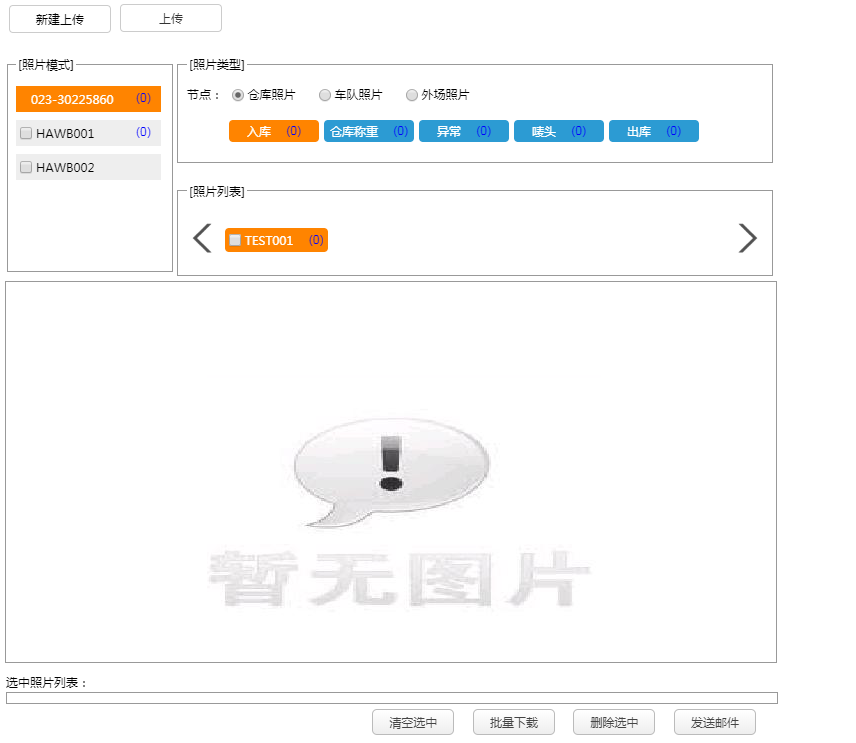 新建上传 上传
[照片模式]
023-30225860 (0)
HAWB001 (0)
HAWB002
[照片类型]
节点： 仓库照片 车队照片 外场照片
入库 (0) 仓库称重 (0) 异常 (0) 唛头 (0) 出库 (0)
[照片列表]
TEST001 (0)
暂无图片
选中照片列表：
清空选中 批量下载 删除选中 发送邮件